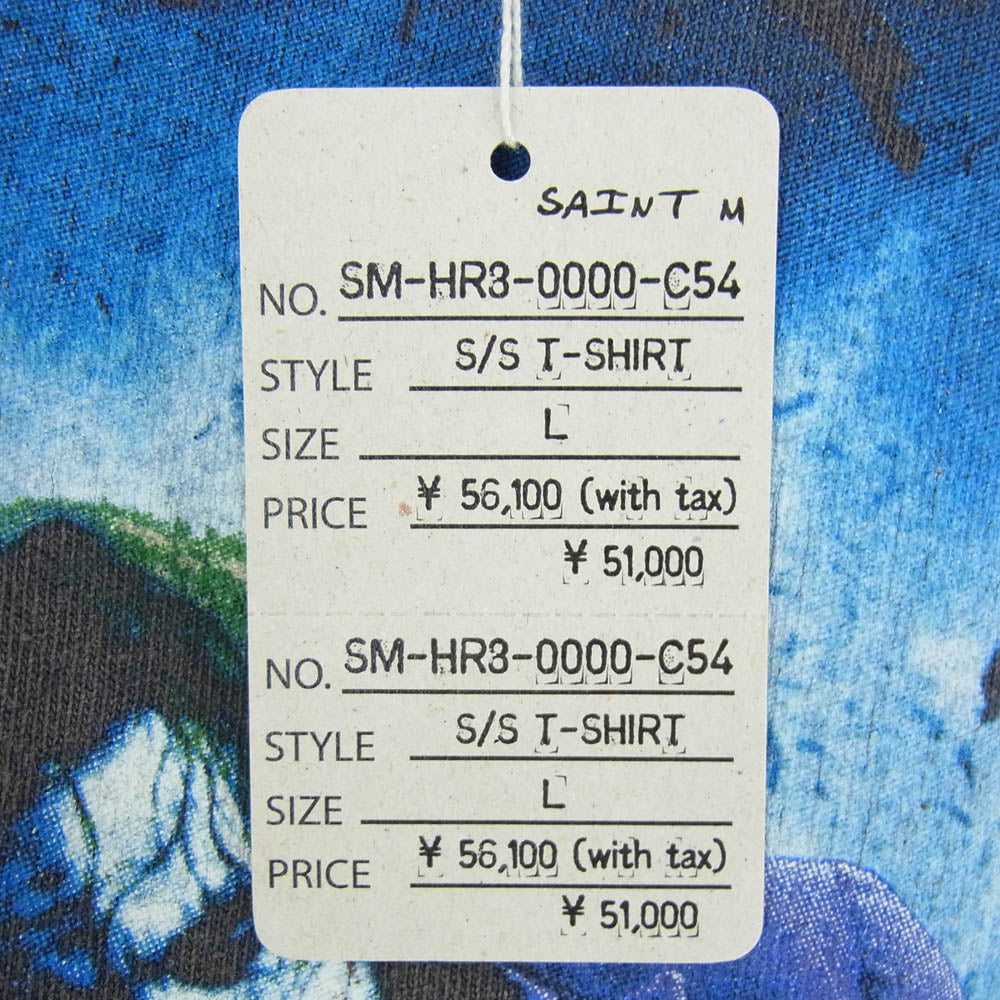 SAINT M
NO. SM-HR3-0000-C54
STYLE S/S T-SHIRT
SIZE L
PRICE ¥ 56,100 (with tax)
¥ 51,000
NO. SM-HR3-0000-C54
STYLE S/S T-SHIRT
SIZE L
PRICE ¥ 56,100 (with tax)
¥ 51,000